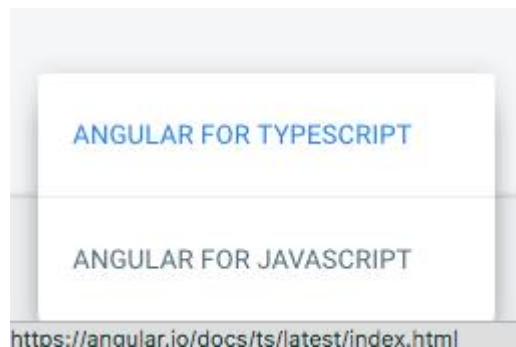 ANGULAR FOR TYPESCRIPT
ANGULAR FOR JAVASCRIPT
https://angular.io/docs/ts/latest/index.html